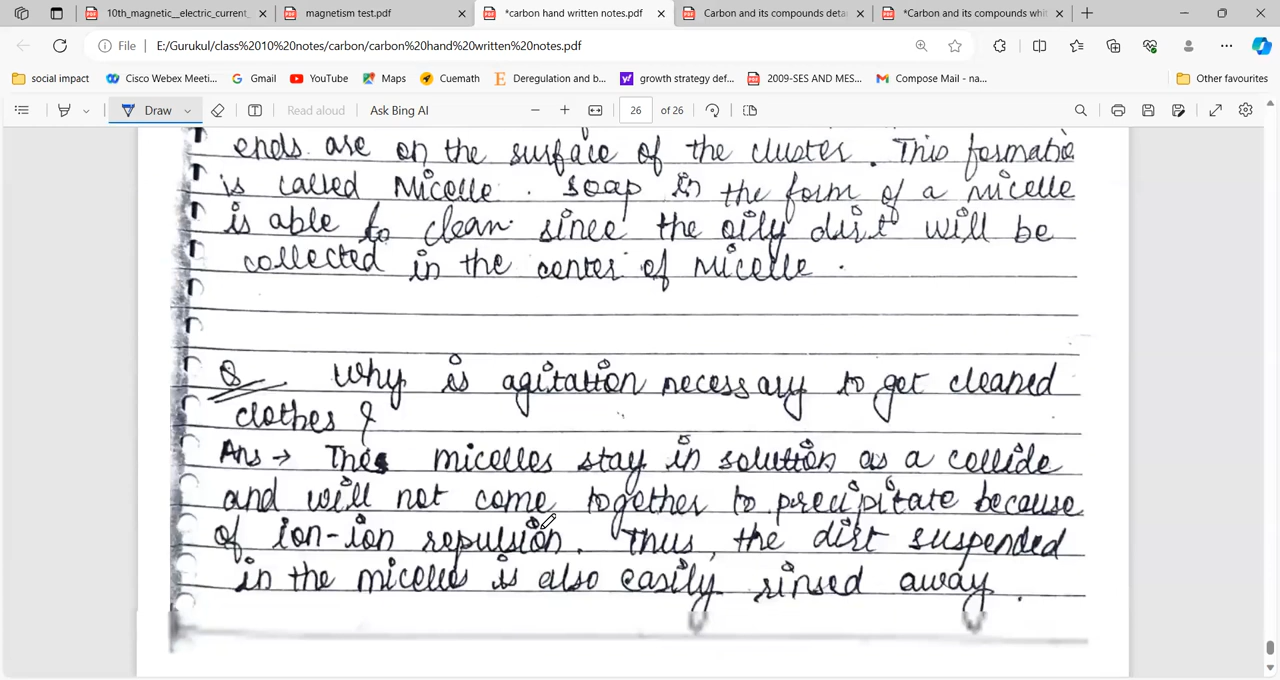 10th_magnetic__electric_current_
magnetism test.pdf
*carbon hand written notes.pdf
Carbon and its compounds deta
*Carbon and its compounds whi
File
E:/Gurukul/class%2010%20notes/carbon/carbon%20hand%20written%20notes.pdf
social impact
Cisco Webex Meeti...
Gmail
YouTube
Maps
Cuemath
Deregulation and b...
growth strategy def...
2009-SES AND MES...
Compose Mail - na...
Other favourites
Draw
Read aloud
Ask Bing AI
26
of 26
ends are on the surface of the cluster. This formatio
is called Micelle. Soap in the form of a micelle
is able to clean since the oily dirt will be
collected in the center of micelle.
Q Why is agitation necessary to get cleaned
clothes ?
Ans → The micelles stay in solution as a collide
and will not come together to precipitate because
of ion-ion repulsion. Thus, the dirt suspended
in the micelles is also easily rinsed away.